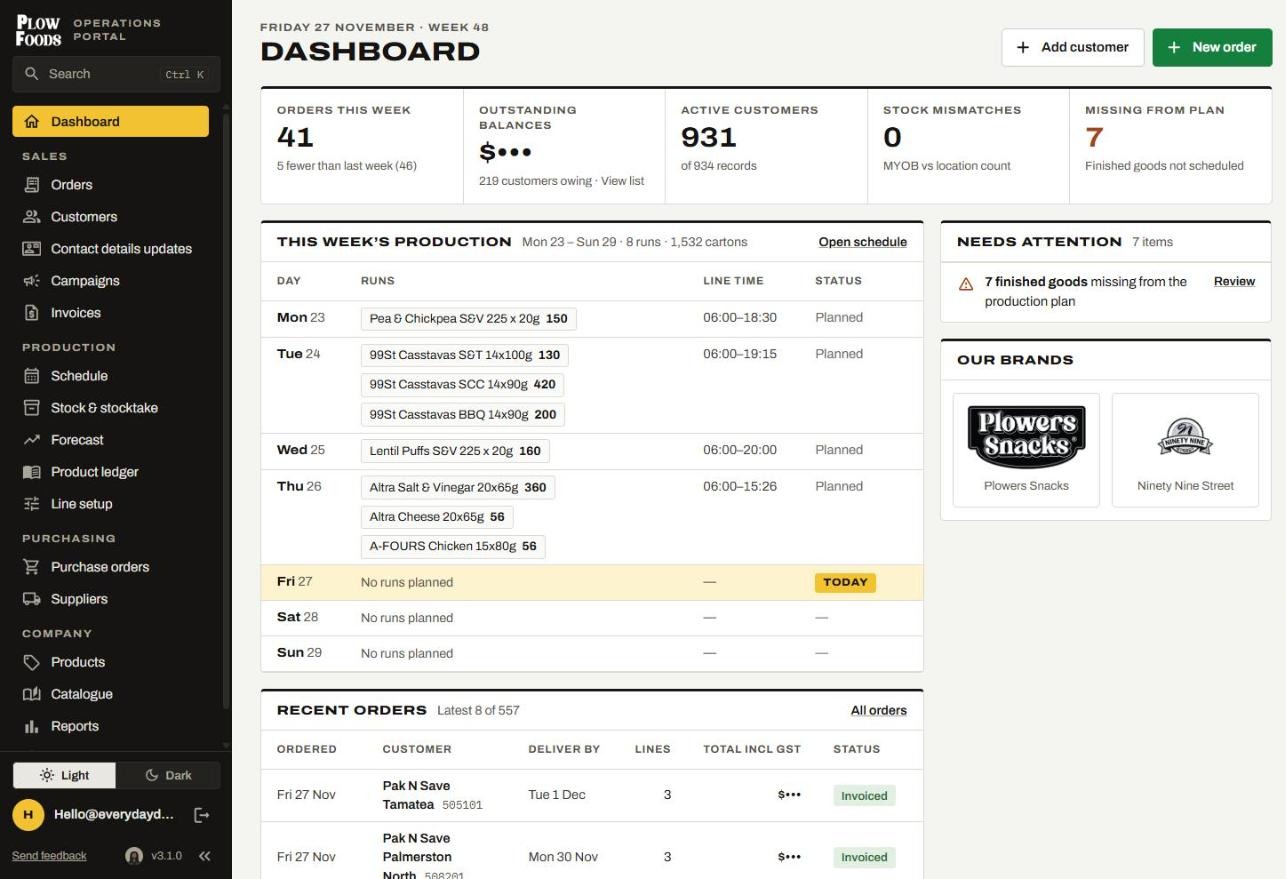 PLOW FOODS
OPERATIONS PORTAL
Search Ctrl K
Dashboard
SALES
Orders
Customers
Contact details updates
Campaigns
Invoices
PRODUCTION
Schedule
Stock & stocktake
Forecast
Product ledger
Line setup
PURCHASING
Purchase orders
Suppliers
COMPANY
Products
Catalogue
Reports
Light Dark
H Hello@everydayd...
Send feedback v3.1.0
FRIDAY 27 NOVEMBER · WEEK 48
DASHBOARD
Add customer
New order
ORDERS THIS WEEK
41
5 fewer than last week (46)
OUTSTANDING BALANCES
$•••
219 customers owing · View list
ACTIVE CUSTOMERS
931
of 934 records
STOCK MISMATCHES
0
MYOB vs location count
MISSING FROM PLAN
7
Finished goods not scheduled
THIS WEEK’S PRODUCTION Mon 23 – Sun 29 · 8 runs · 1,532 cartons Open schedule
DAY RUNS LINE TIME STATUS
Mon 23 Pea & Chickpea S&V 225 x 20g 150 06:00–18:30 Planned
Tue 24 99St Casstavas S&T 14x100g 130 06:00–19:15 Planned
99St Casstavas SCC 14x90g 420
99St Casstavas BBQ 14x90g 200
Wed 25 Lentil Puffs S&V 225 x 20g 160 06:00–20:00 Planned
Thu 26 Altra Salt & Vinegar 20x65g 360 06:00–15:26 Planned
Altra Cheese 20x65g 56
A-FOURS Chicken 15x80g 56
Fri 27 No runs planned — TODAY
Sat 28 No runs planned — —
Sun 29 No runs planned — —
RECENT ORDERS Latest 8 of 557 All orders
ORDERED CUSTOMER DELIVER BY LINES TOTAL INCL GST STATUS
Fri 27 Nov Pak N Save Tamatea 505101 Tue 1 Dec 3 $••• Invoiced
Fri 27 Nov Pak N Save Palmerston North 508201 Mon 30 Nov 3 $••• Invoiced
NEEDS ATTENTION 7 items
7 finished goods missing from the production plan Review
OUR BRANDS
Plowers Snacks
Plowers Snacks
NINETY NINE
Ninety Nine Street